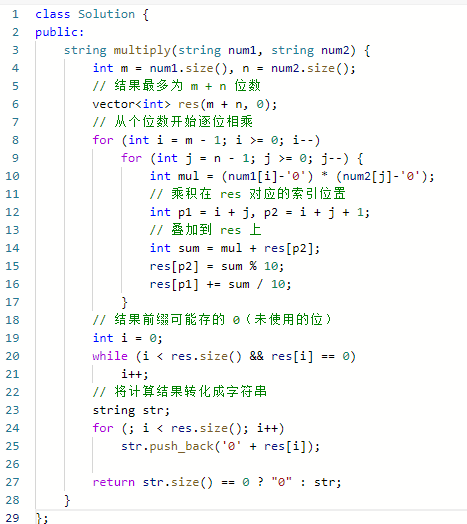 1 class Solution {
2 public:
3     string multiply(string num1, string num2) {
4         int m = num1.size(), n = num2.size();
5         // 结果最多为 m + n 位数
6         vector<int> res(m + n, 0);
7         // 从个位数开始逐位相乘
8         for (int i = m - 1; i >= 0; i--)
9             for (int j = n - 1; j >= 0; j--) {
10                 int mul = (num1[i]-'0') * (num2[j]-'0');
11                 // 乘积在 res 对应的索引位置
12                 int p1 = i + j, p2 = i + j + 1;
13                 // 叠加到 res 上
14                 int sum = mul + res[p2];
15                 res[p2] = sum % 10;
16                 res[p1] += sum / 10;
17             }
18         // 结果前缀可能存的 0（未使用的位）
19         int i = 0;
20         while (i < res.size() && res[i] == 0)
21             i++;
22         // 将计算结果转化成字符串
23         string str;
24         for (; i < res.size(); i++)
25             str.push_back('0' + res[i]);
26
27         return str.size() == 0 ? "0" : str;
28     }
29 };